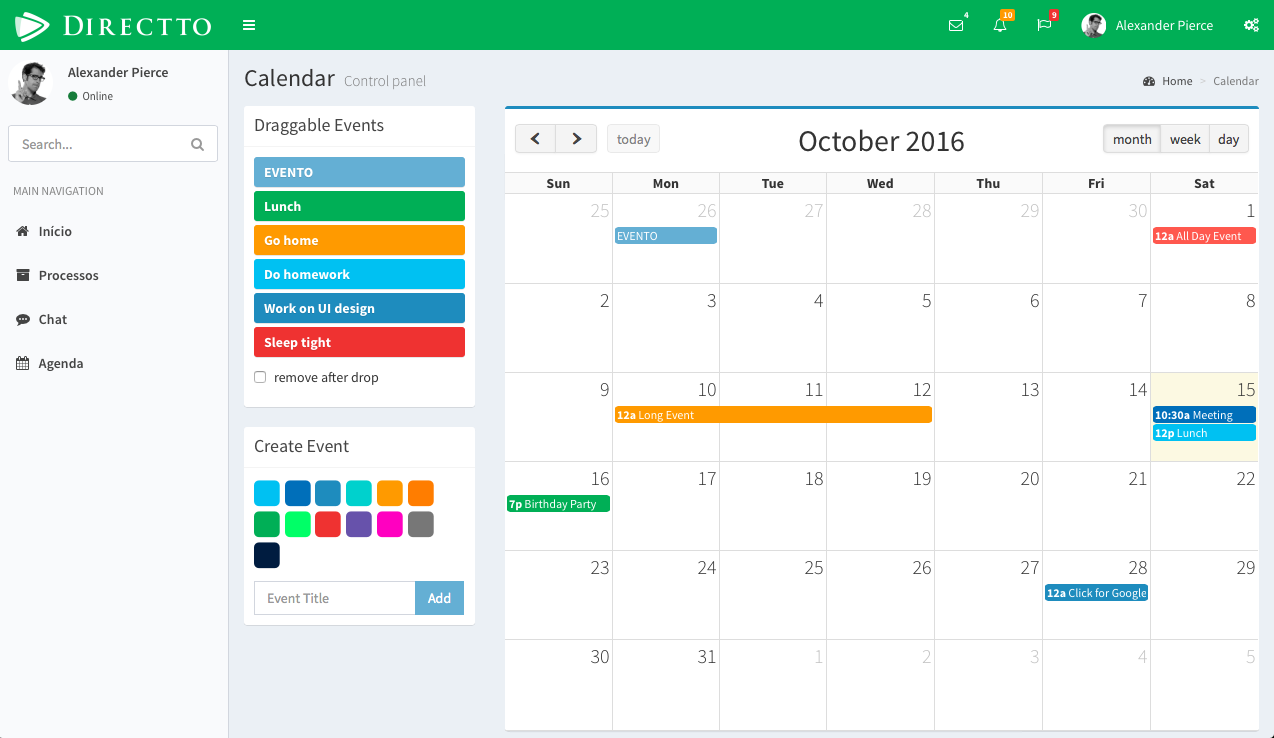 DIRECTTO
4
10
9
Alexander Pierce
Alexander Pierce
Online
Search...
MAIN NAVIGATION
Início
Processos
Chat
Agenda
Calendar Control panel
Home > Calendar
Draggable Events
EVENTO
Lunch
Go home
Do homework
Work on UI design
Sleep tight
remove after drop
Create Event
Event Title
Add
today
October 2016
month week day
Sun Mon Tue Wed Thu Fri Sat
25 26 27 28 29 30 1
EVENTO
12a All Day Event
2 3 4 5 6 7 8
9 10 11 12 13 14 15
12a Long Event
10:30a Meeting
12p Lunch
16 17 18 19 20 21 22
7p Birthday Party
23 24 25 26 27 28 29
12a Click for Google
30 31 1 2 3 4 5